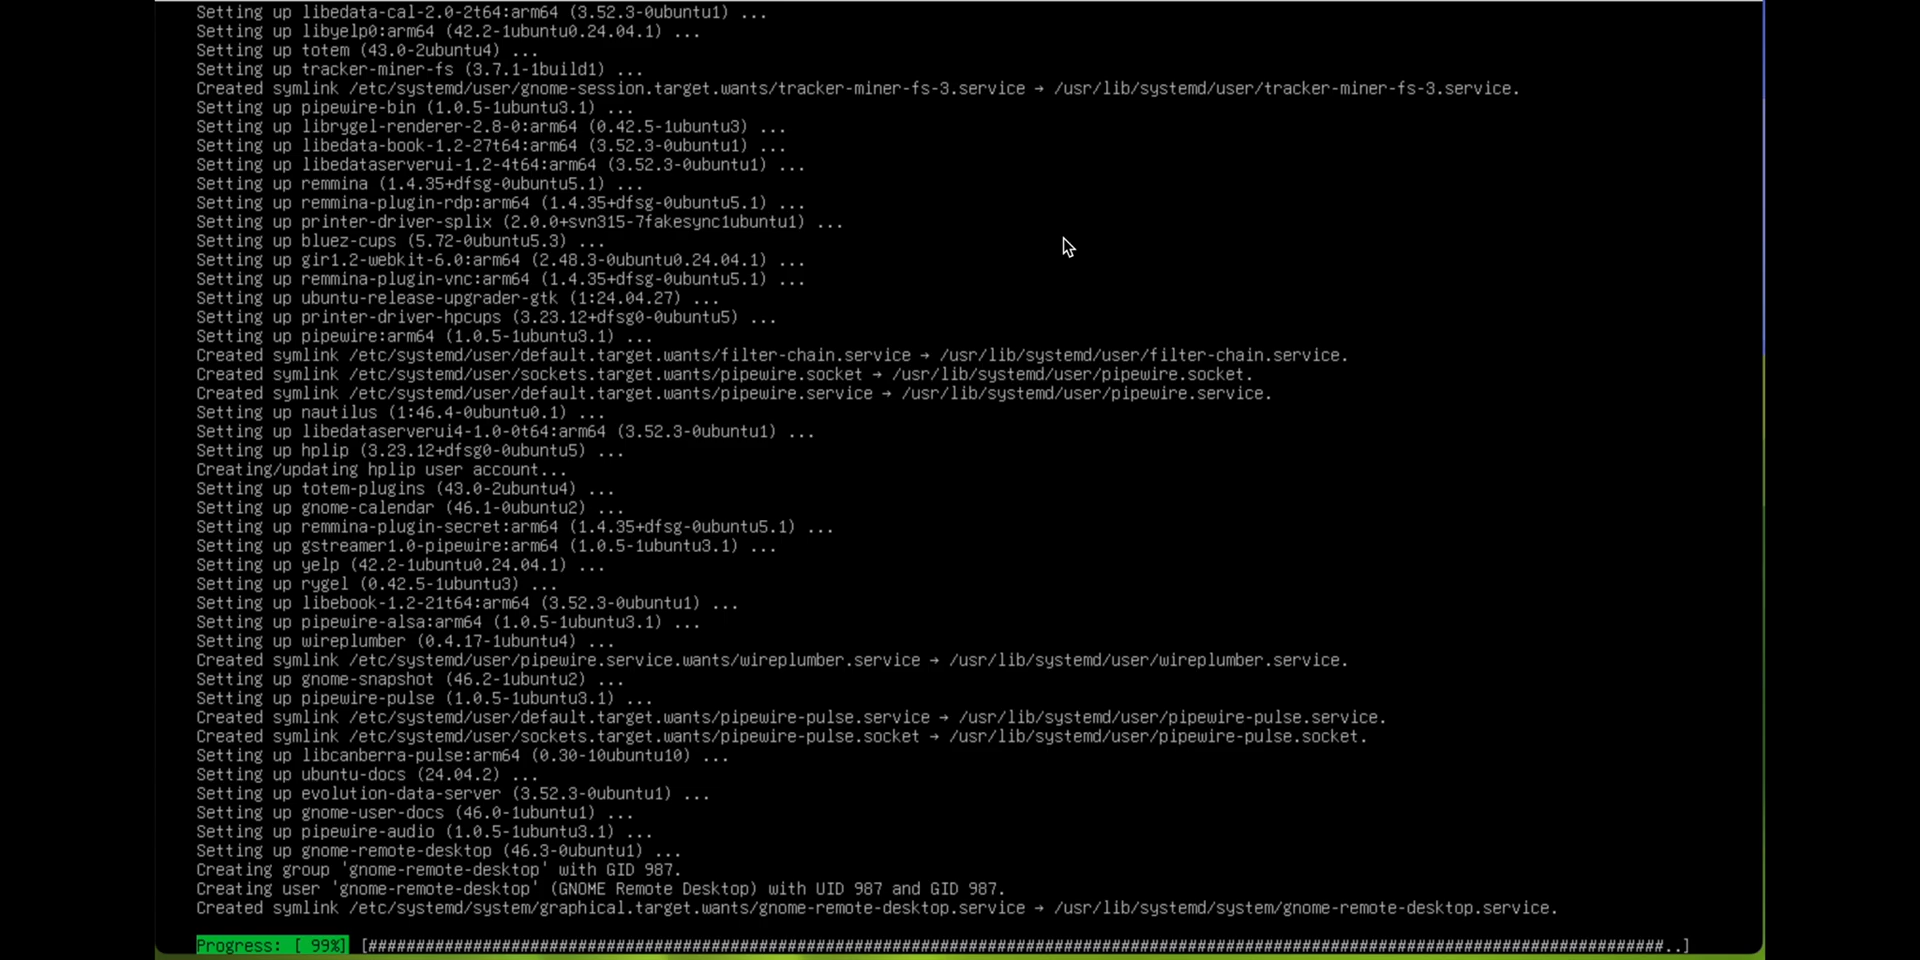 Setting up libedata-cal-2.0-2t64:arm64 (3.52.3-0ubuntu1) ...
Setting up libyelp0:arm64 (42.2-1ubuntu0.24.04.1) ...
Setting up totem (43.0-2ubuntu4) ...
Setting up tracker-miner-fs (3.7.1-1build1) ...
Created symlink /etc/systemd/user/gnome-session.target.wants/tracker-miner-fs-3.service → /usr/lib/systemd/user/tracker-miner-fs-3.service.
Setting up pipewire-bin (1.0.5-1ubuntu3.1) ...
Setting up librygel-renderer-2.8-0:arm64 (0.42.5-1ubuntu3) ...
Setting up libedata-book-1.2-27t64:arm64 (3.52.3-0ubuntu1) ...
Setting up libedataserverui-1.2-4t64:arm64 (3.52.3-0ubuntu1) ...
Setting up remmina (1.4.35+dfsg-0ubuntu5.1) ...
Setting up remmina-plugin-rdp:arm64 (1.4.35+dfsg-0ubuntu5.1) ...
Setting up printer-driver-splix (2.0.0+svn315-7fakesync1ubuntu1) ...
Setting up bluez-cups (5.72-0ubuntu5.3) ...
Setting up gir1.2-webkit-6.0:arm64 (2.48.3-0ubuntu0.24.04.1) ...
Setting up remmina-plugin-vnc:arm64 (1.4.35+dfsg-0ubuntu5.1) ...
Setting up ubuntu-release-upgrader-gtk (1:24.04.27) ...
Setting up printer-driver-hpcups (3.23.12+dfsg0-0ubuntu5) ...
Setting up pipewire:arm64 (1.0.5-1ubuntu3.1) ...
Created symlink /etc/systemd/user/default.target.wants/filter-chain.service → /usr/lib/systemd/user/filter-chain.service.
Created symlink /etc/systemd/user/sockets.target.wants/pipewire.socket → /usr/lib/systemd/user/pipewire.socket.
Created symlink /etc/systemd/user/default.target.wants/pipewire.service → /usr/lib/systemd/user/pipewire.service.
Setting up nautilus (1:46.4-0ubuntu0.1) ...
Setting up libedataserverui4-1.0-0t64:arm64 (3.52.3-0ubuntu1) ...
Setting up hplip (3.23.12+dfsg0-0ubuntu5) ...
Creating/updating hplip user account...
Setting up totem-plugins (43.0-2ubuntu4) ...
Setting up gnome-calendar (46.1-0ubuntu2) ...
Setting up remmina-plugin-secret:arm64 (1.4.35+dfsg-0ubuntu5.1) ...
Setting up gstreamer1.0-pipewire:arm64 (1.0.5-1ubuntu3.1) ...
Setting up yelp (42.2-1ubuntu0.24.04.1) ...
Setting up rygel (0.42.5-1ubuntu3) ...
Setting up libebook-1.2-21t64:arm64 (3.52.3-0ubuntu1) ...
Setting up pipewire-alsa:arm64 (1.0.5-1ubuntu3.1) ...
Setting up wireplumber (0.4.17-1ubuntu4) ...
Created symlink /etc/systemd/user/pipewire.service.wants/wireplumber.service → /usr/lib/systemd/user/wireplumber.service.
Setting up gnome-snapshot (46.2-1ubuntu2) ...
Setting up pipewire-pulse (1.0.5-1ubuntu3.1) ...
Created symlink /etc/systemd/user/default.target.wants/pipewire-pulse.service → /usr/lib/systemd/user/pipewire-pulse.service.
Created symlink /etc/systemd/user/sockets.target.wants/pipewire-pulse.socket → /usr/lib/systemd/user/pipewire-pulse.socket.
Setting up libcanberra-pulse:arm64 (0.30-10ubuntu10) ...
Setting up ubuntu-docs (24.04.2) ...
Setting up evolution-data-server (3.52.3-0ubuntu1) ...
Setting up gnome-user-docs (46.0-1ubuntu1) ...
Setting up pipewire-audio (1.0.5-1ubuntu3.1) ...
Setting up gnome-remote-desktop (46.3-0ubuntu1) ...
Creating group 'gnome-remote-desktop' with GID 987.
Creating user 'gnome-remote-desktop' (GNOME Remote Desktop) with UID 987 and GID 987.
Created symlink /etc/systemd/system/graphical.target.wants/gnome-remote-desktop.service → /usr/lib/systemd/system/gnome-remote-desktop.service.
Progress: [ 99%] [########################################################################################################################################..]